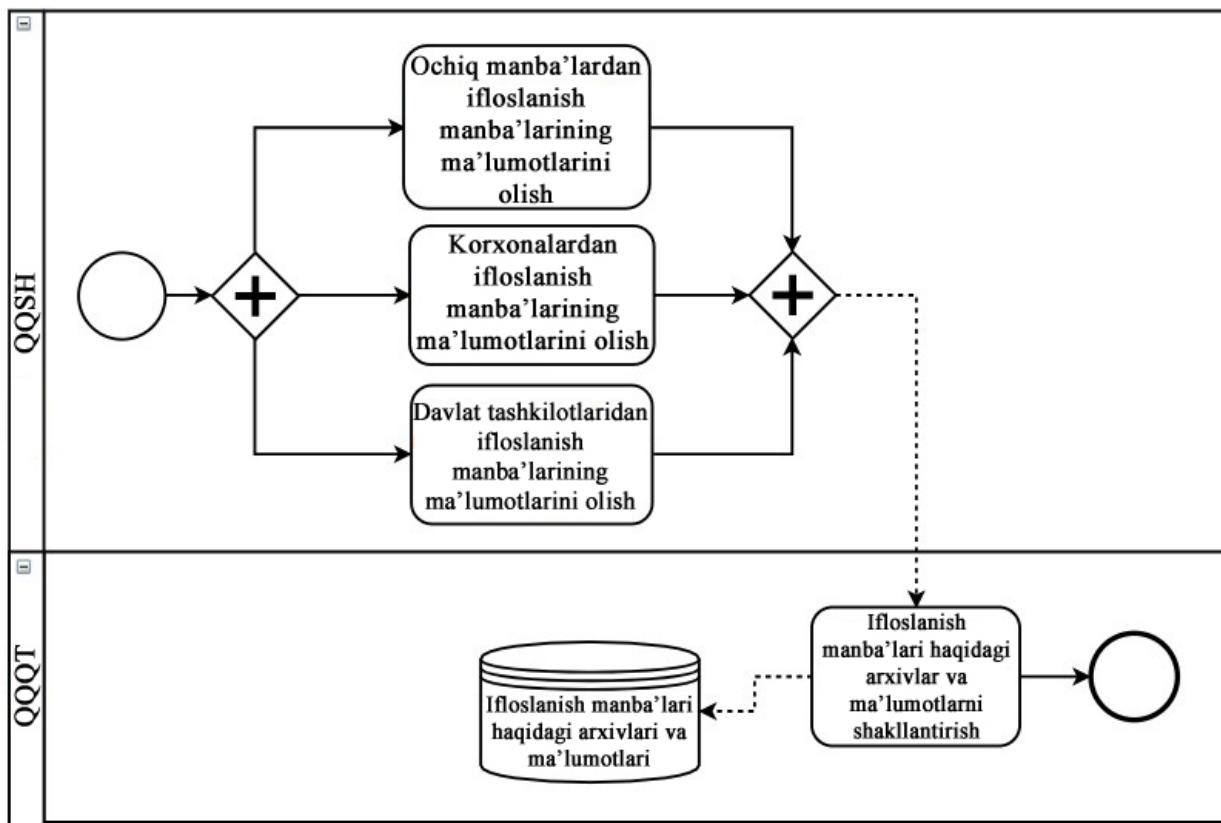 QQSH
Ochiq manba’lardan
ifloslanish
manba’larining
ma’lumotlarini
olish
Korxonalardan
ifloslanish
manba’larining
ma’lumotlarini olish
Davlat tashkilotlaridan
ifloslanish
manba’larining
ma’lumotlarini olish
QQQT
Ifloslanish manba’lari
haqidagi arxivlari va
ma’lumotlari
Ifloslanish
manba’lari haqidagi
arxivlar va
ma’lumotlarni
shakllantirish